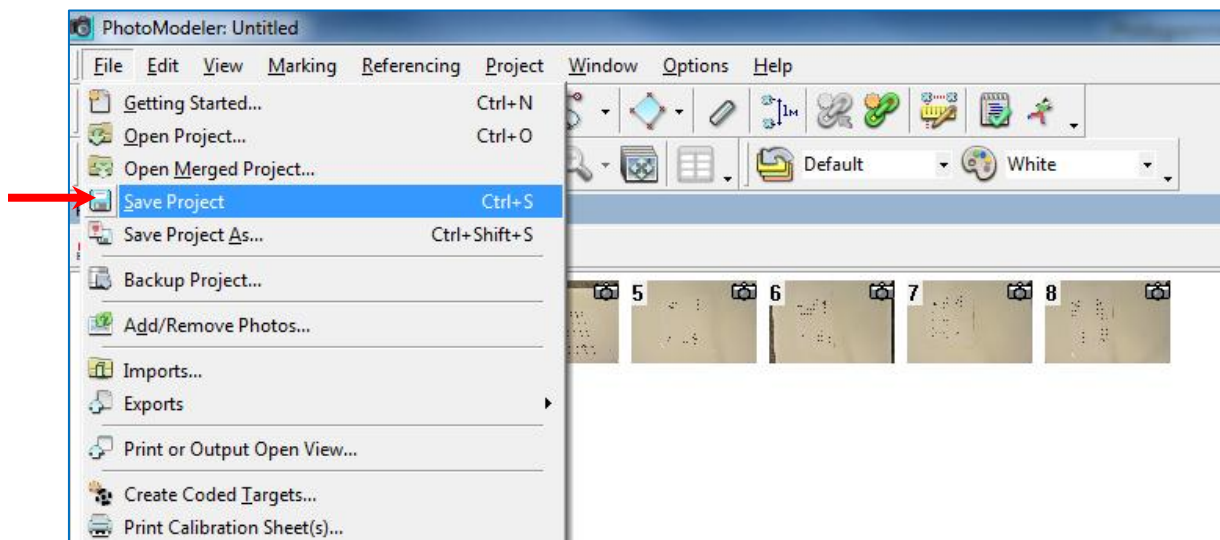 PhotoModeler: Untitled
File Edit View Marking Referencing Project Window Options Help
Getting Started... Ctrl+N
1M
Open Project... Ctrl+O
Open Merged Project...
Default White
Save Project Ctrl+S
Save Project As... Ctrl+Shift+S
Backup Project...
5 6 7 8
Add/Remove Photos...
Imports...
Exports
Print or Output Open View...
Create Coded Targets...
Print Calibration Sheet(s)...